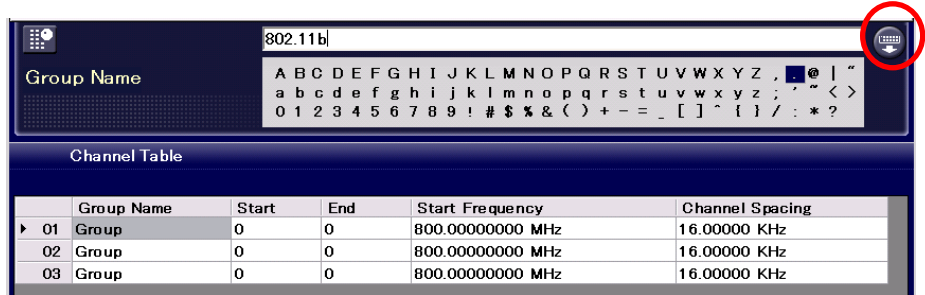 802.11b
Group Name
A B C D E F G H I J K L M N O P Q R S T U V W X Y Z , . @ | "
a b c d e f g h i j k l m n o p q r s t u v w x y z ; ' ~ < >
0 1 2 3 4 5 6 7 8 9 ! # $ % & ( ) + - = _ [ ] ^ { } / : * ?
Channel Table
Group Name Start End Start Frequency Channel Spacing
01 Group 0 0 800.00000000 MHz 16.00000 KHz
02 Group 0 0 800.00000000 MHz 16.00000 KHz
03 Group 0 0 800.00000000 MHz 16.00000 KHz